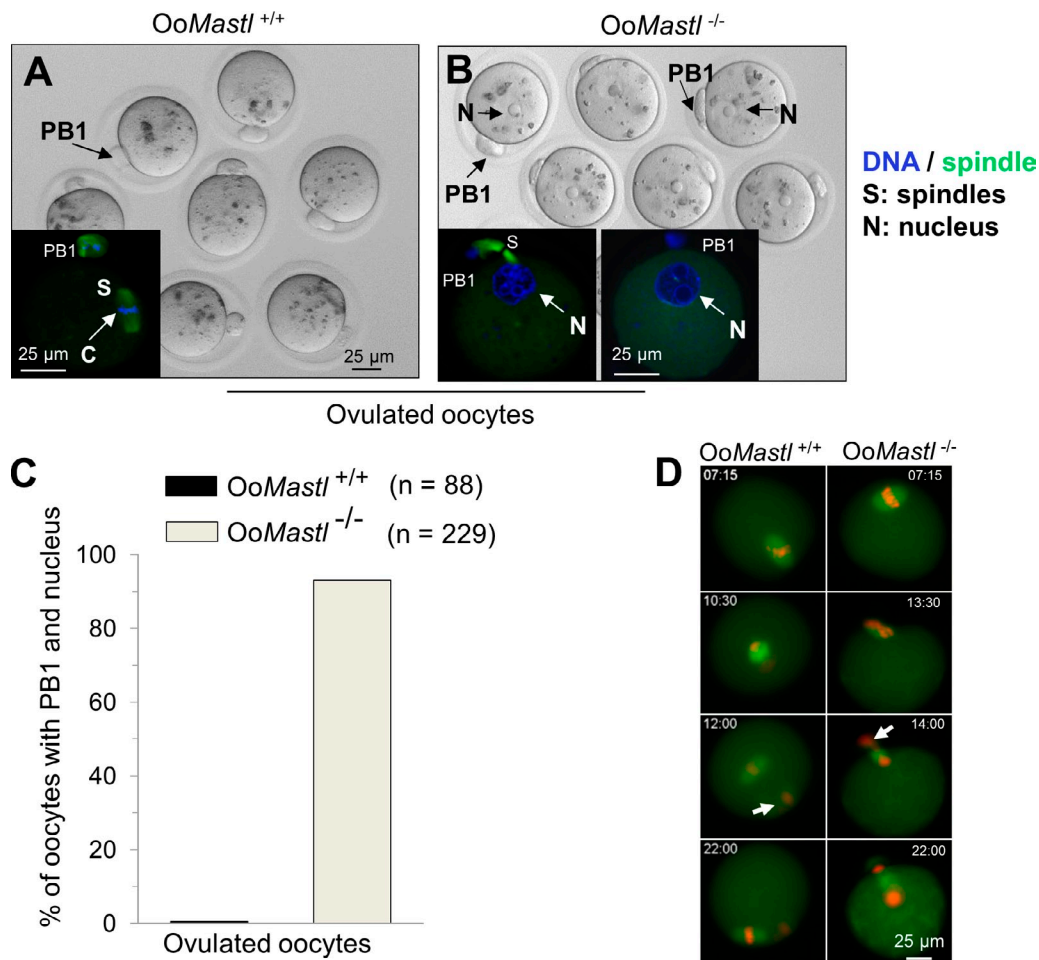 OoMastl +/+
OoMastl -/-
A
PB1
PB1
S
C
25 µm
25 µm
B
N
PB1
N
PB1
S
PB1
N
PB1
N
25 µm
DNA / spindle
S: spindles
N: nucleus
Ovulated oocytes
C
OoMastl +/+ (n = 88)
OoMastl -/- (n = 229)
% of oocytes with PB1 and nucleus
100
80
60
40
20
0
Ovulated oocytes
D
OoMastl +/+
OoMastl -/-
07:15
07:15
10:30
13:30
12:00
14:00
22:00
22:00
25 µm